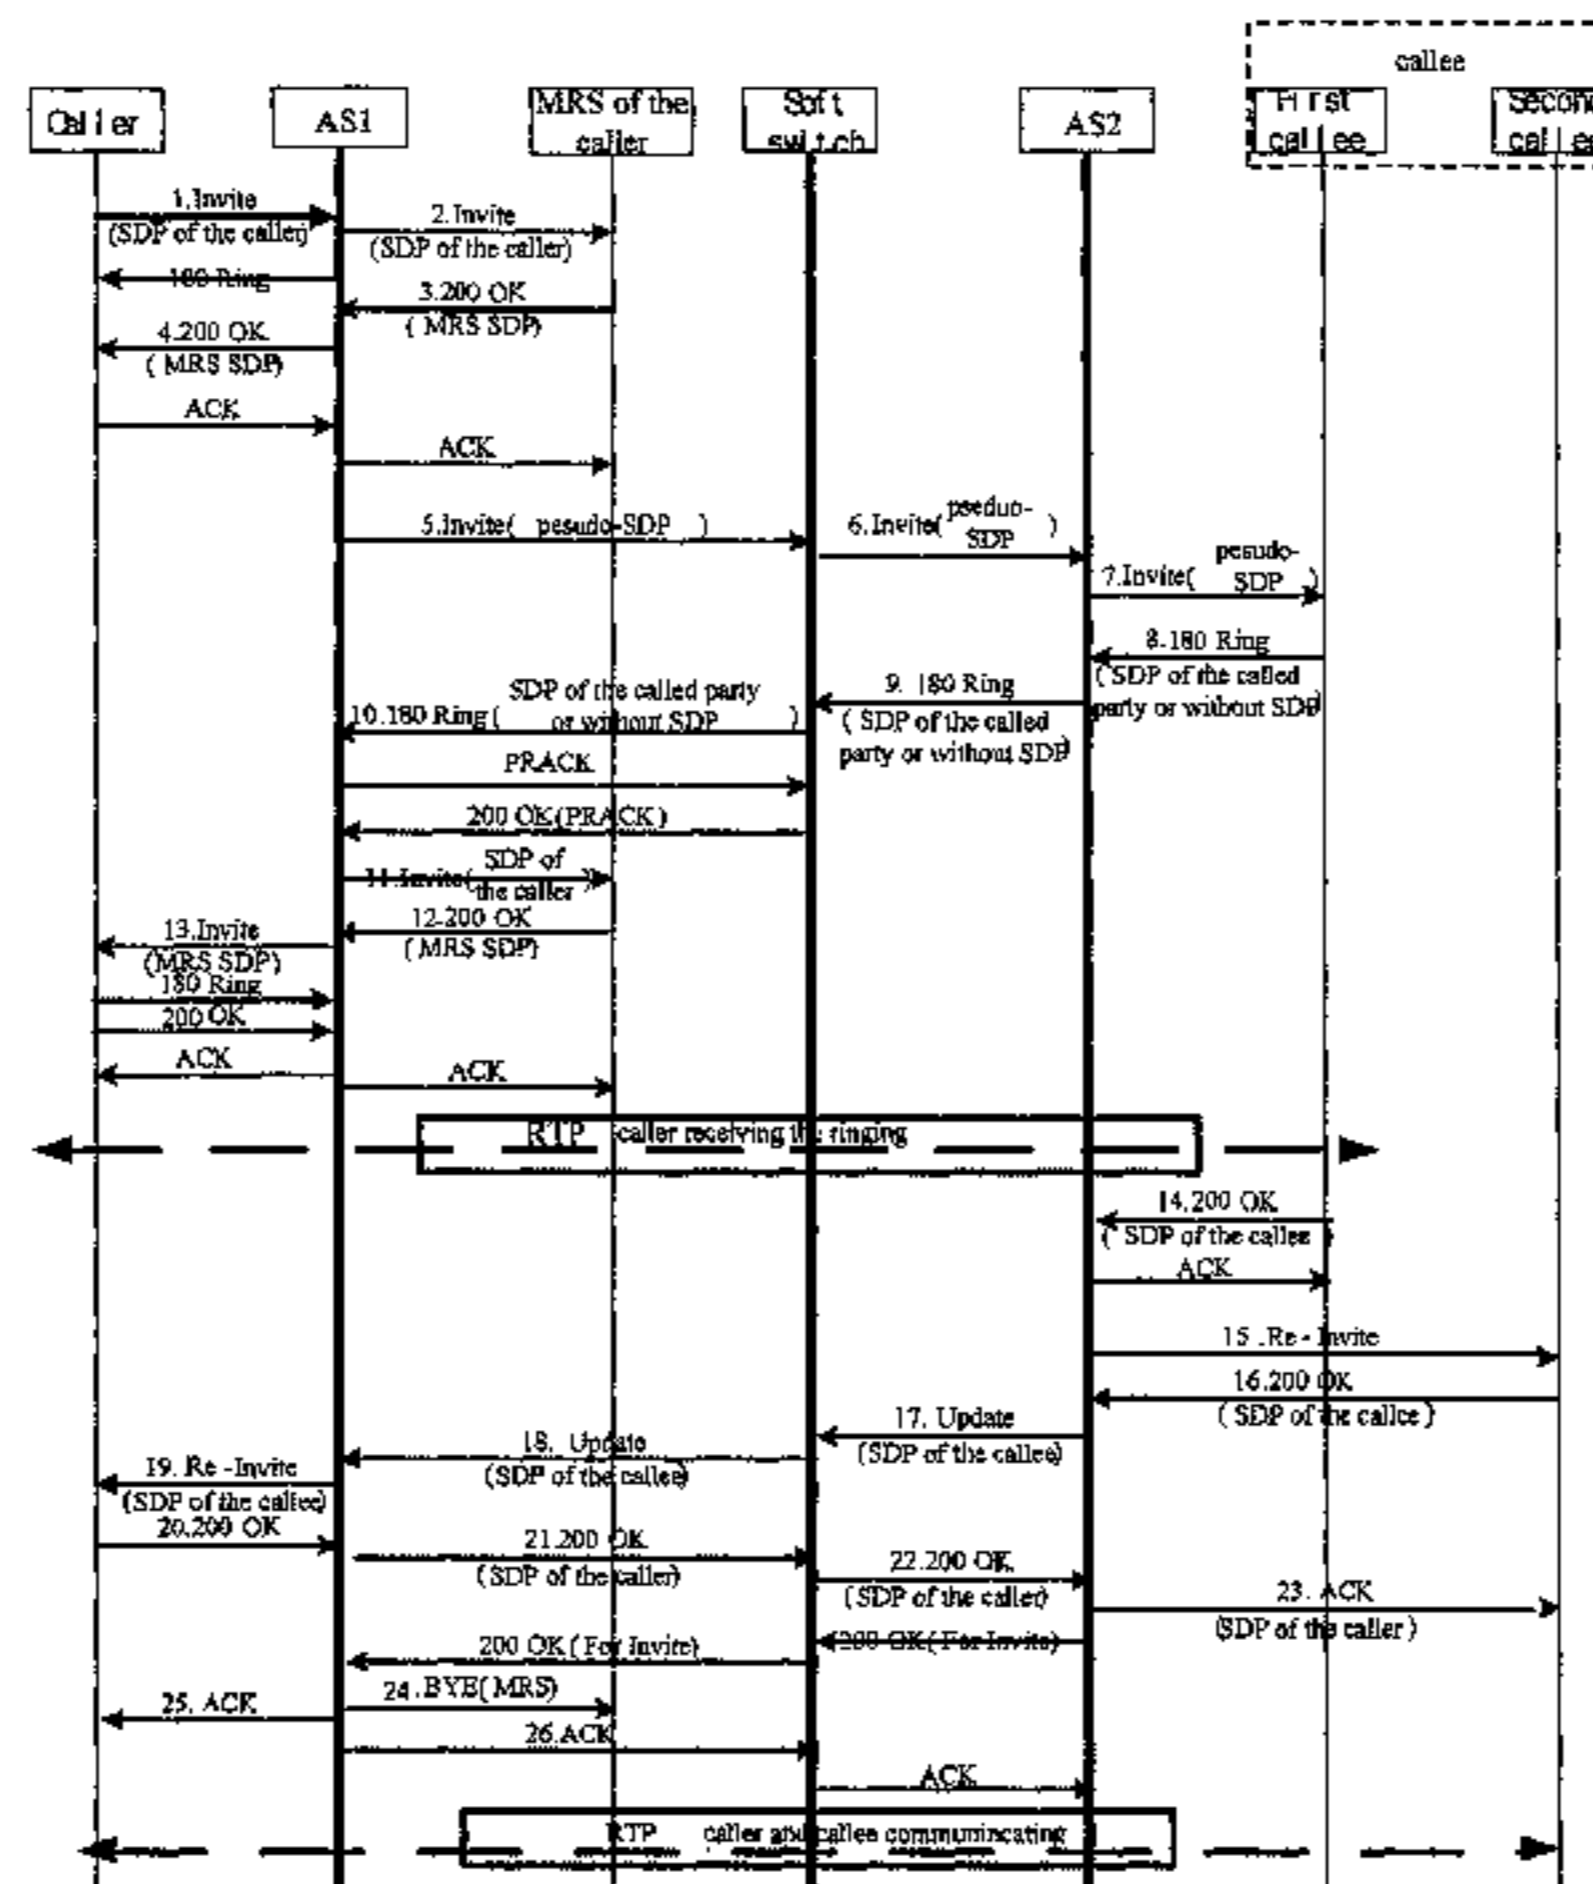 callee
Caller
AS1
MRS of the
caller
Soft
switch
AS2
First
callee
1.Invite
(SDP of the caller)
2.Invite
(SDP of the caller)
180 Ring
3.200 OK
( MRS SDP)
4.200 OK
( MRS SDP)
ACK
ACK
5.Invite( pesudo-SDP )
6.Invite( pseduo-
SDP )
7.Invite( pesudo-
SDP )
8.180 Ring
( SDP of the called
party or without SDP)
9. 180 Ring
( SDP of the called
party or without SDP)
10.180 Ring ( SDP of the called party
or without SDP )
PRACK
200 OK(PRACK )
11.Invite( SDP of
the caller )
12.200 OK
( MRS SDP)
13.Invite
(MRS SDP)
180 Ring
200 OK
ACK
ACK
RTP caller receiving the ringing
14.200 OK
( SDP of the callee )
ACK
15 .Re - Invite
16.200 OK
( SDP of the callee )
17. Update
(SDP of the callee)
18. Update
(SDP of the callee)
19. Re -Invite
(SDP of the callee)
20.200 OK
21.200 OK
(SDP of the caller)
22.200 OK
(SDP of the caller)
23. ACK
(SDP of the caller )
200 OK( For Invite)
200 OK( For Invite)
24 .BYE( MRS)
25. ACK
26.ACK
ACK
RTP caller and callee communincating